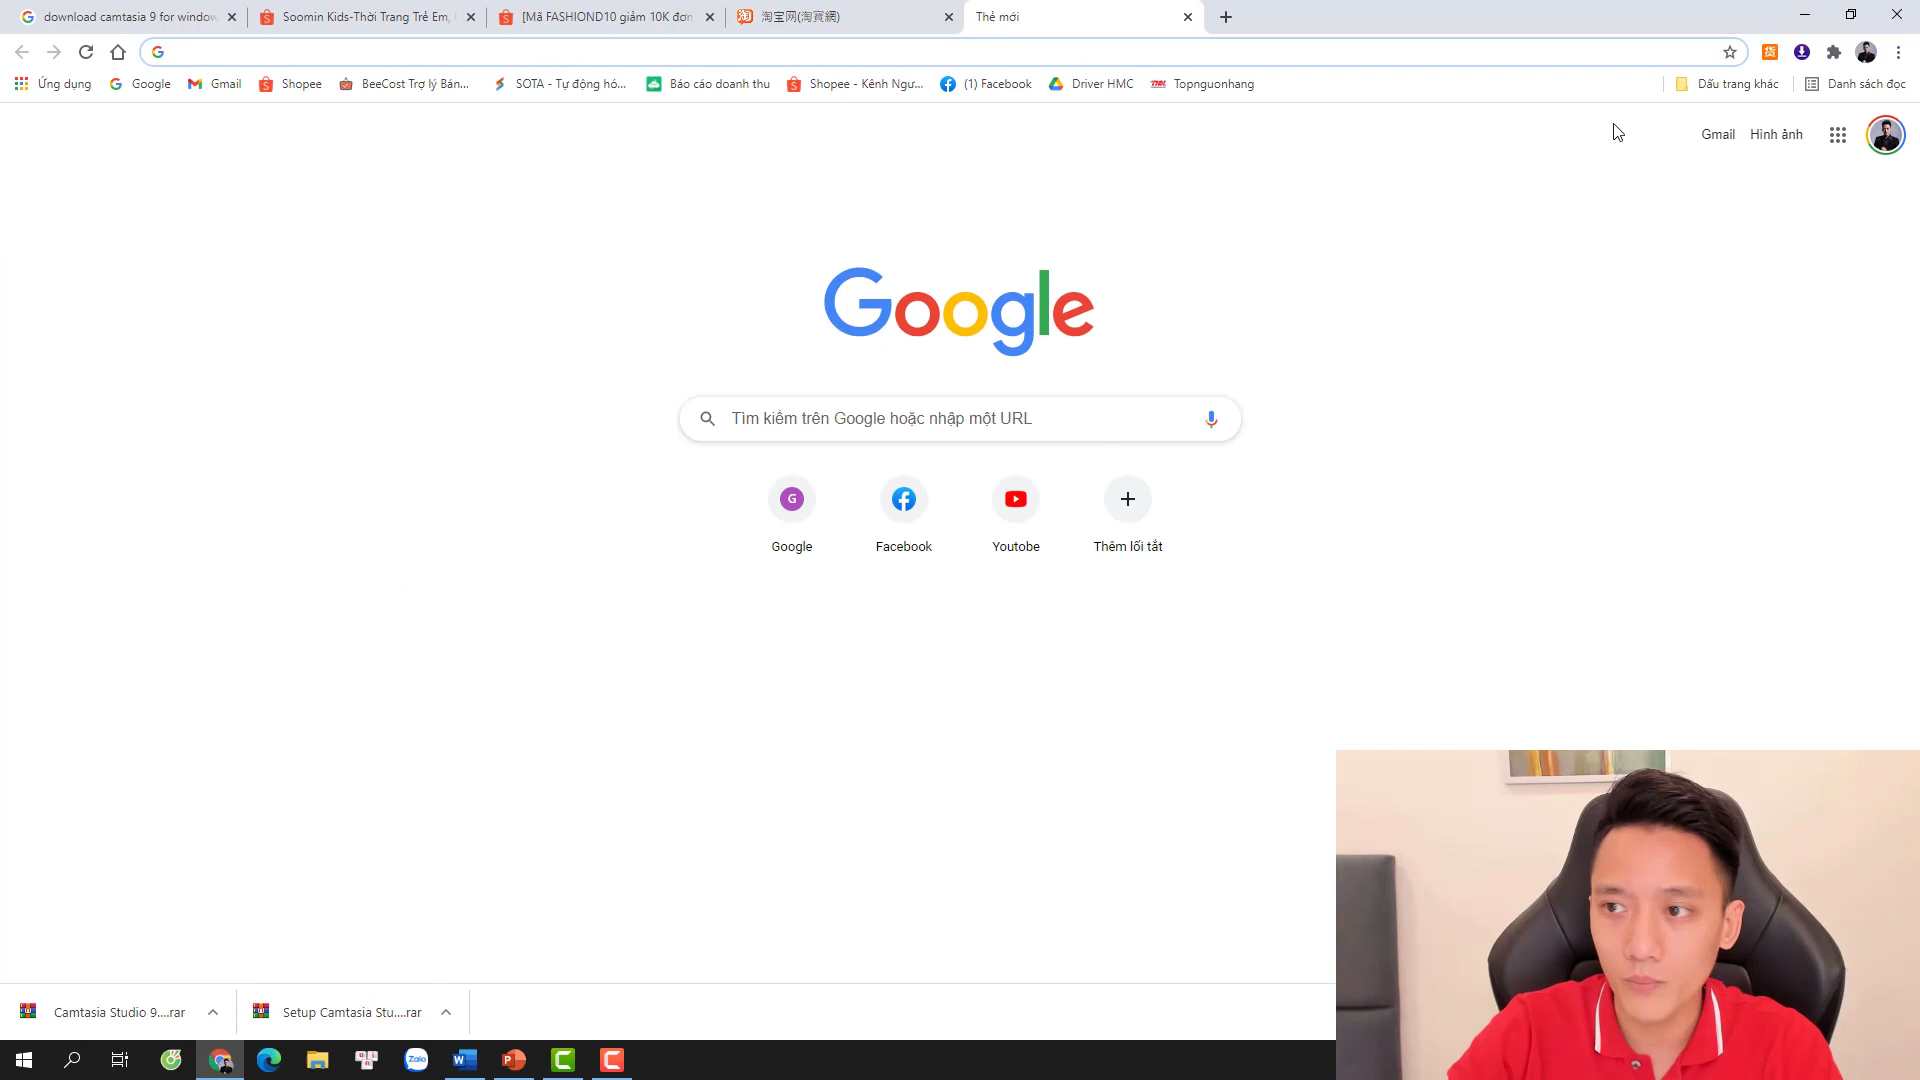 download camtasia 9 for window
Soomin Kids-Thời Trang Trẻ Em,
[Mã FASHIOND10 giảm 10K đơn
淘宝网(淘寶網)
Thẻ mới
Ứng dụng
Google
Gmail
Shopee
BeeCost Trợ lý Bán...
SOTA - Tự động hó...
Báo cáo doanh thu
Shopee - Kênh Ngư...
(1) Facebook
Driver HMC
Topnguonhang
Dấu trang khác
Danh sách đọc
Gmail
Hình ảnh
Google
Tìm kiếm trên Google hoặc nhập một URL
G
Google
Facebook
Youtobe
Thêm lối tắt
Camtasia Studio 9....rar
Setup Camtasia Stu....rar
Zalo